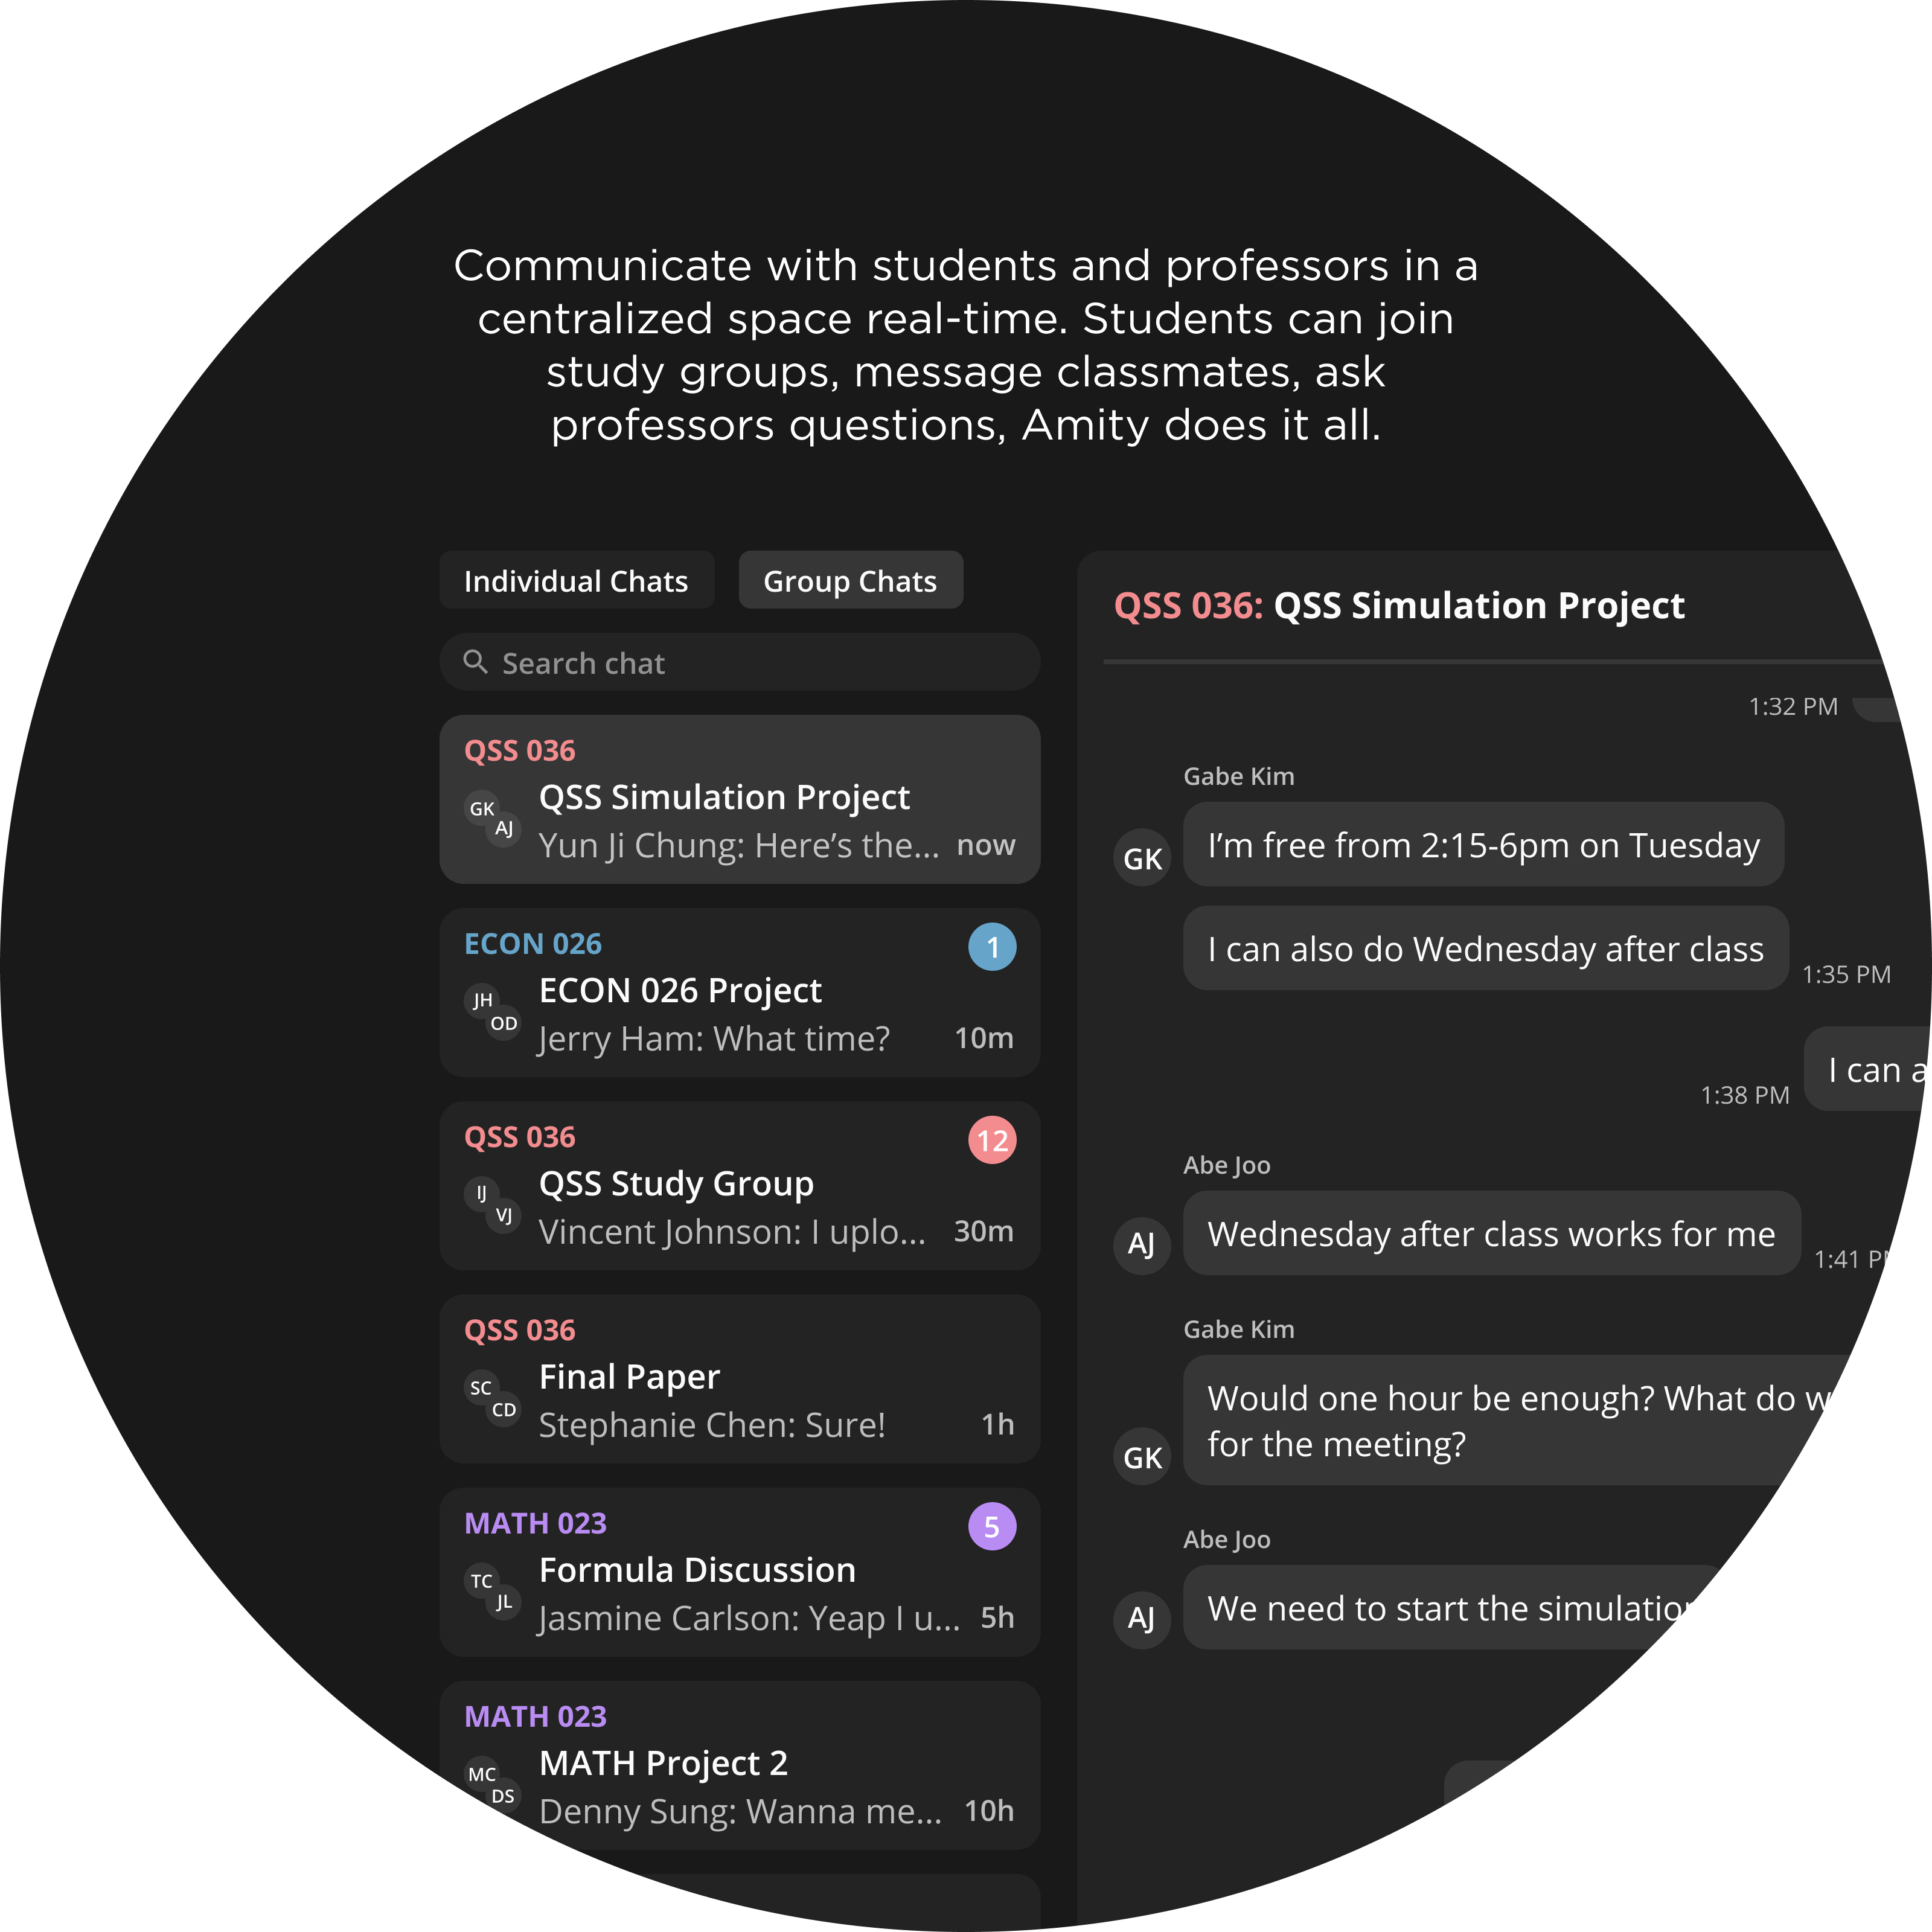 Communicate with students and professors in a
centralized space real-time. Students can join
study groups, message classmates, ask
professors questions, Amity does it all.
Individual Chats
Group Chats
Search chat
QSS 036
GK
AJ
QSS Simulation Project
Yun Ji Chung: Here’s the...
now
ECON 026
1
JH
OD
ECON 026 Project
Jerry Ham: What time?
10m
QSS 036
12
IJ
VJ
QSS Study Group
Vincent Johnson: I uplo...
30m
QSS 036
SC
CD
Final Paper
Stephanie Chen: Sure!
1h
MATH 023
5
TC
JL
Formula Discussion
Jasmine Carlson: Yeap I u...
5h
MATH 023
MC
DS
MATH Project 2
Denny Sung: Wanna me...
10h
QSS 036: QSS Simulation Project
1:32 PM
Gabe Kim
GK
I’m free from 2:15-6pm on Tuesday
I can also do Wednesday after class
1:35 PM
I can a
1:38 PM
Abe Joo
AJ
Wednesday after class works for me
1:41 PM
Gabe Kim
GK
Would one hour be enough? What do w
for the meeting?
Abe Joo
AJ
We need to start the simulation